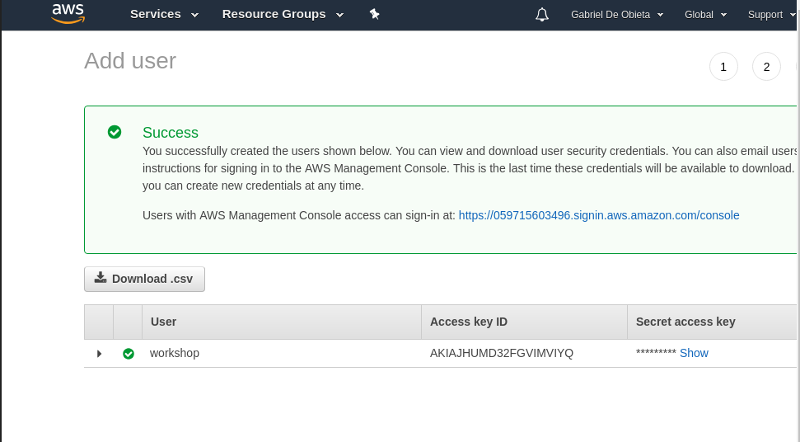 aws Services Resource Groups Gabriel De Obieta Global Support
Add user
1 2
Success
You successfully created the users shown below. You can view and download user security credentials. You can also email users
instructions for signing in to the AWS Management Console. This is the last time these credentials will be available to download.
you can create new credentials at any time.
Users with AWS Management Console access can sign-in at: https://059715603496.signin.aws.amazon.com/console
Download .csv
User Access key ID Secret access key
workshop AKIAJHUMD32FGVIMVIYQ ********* Show